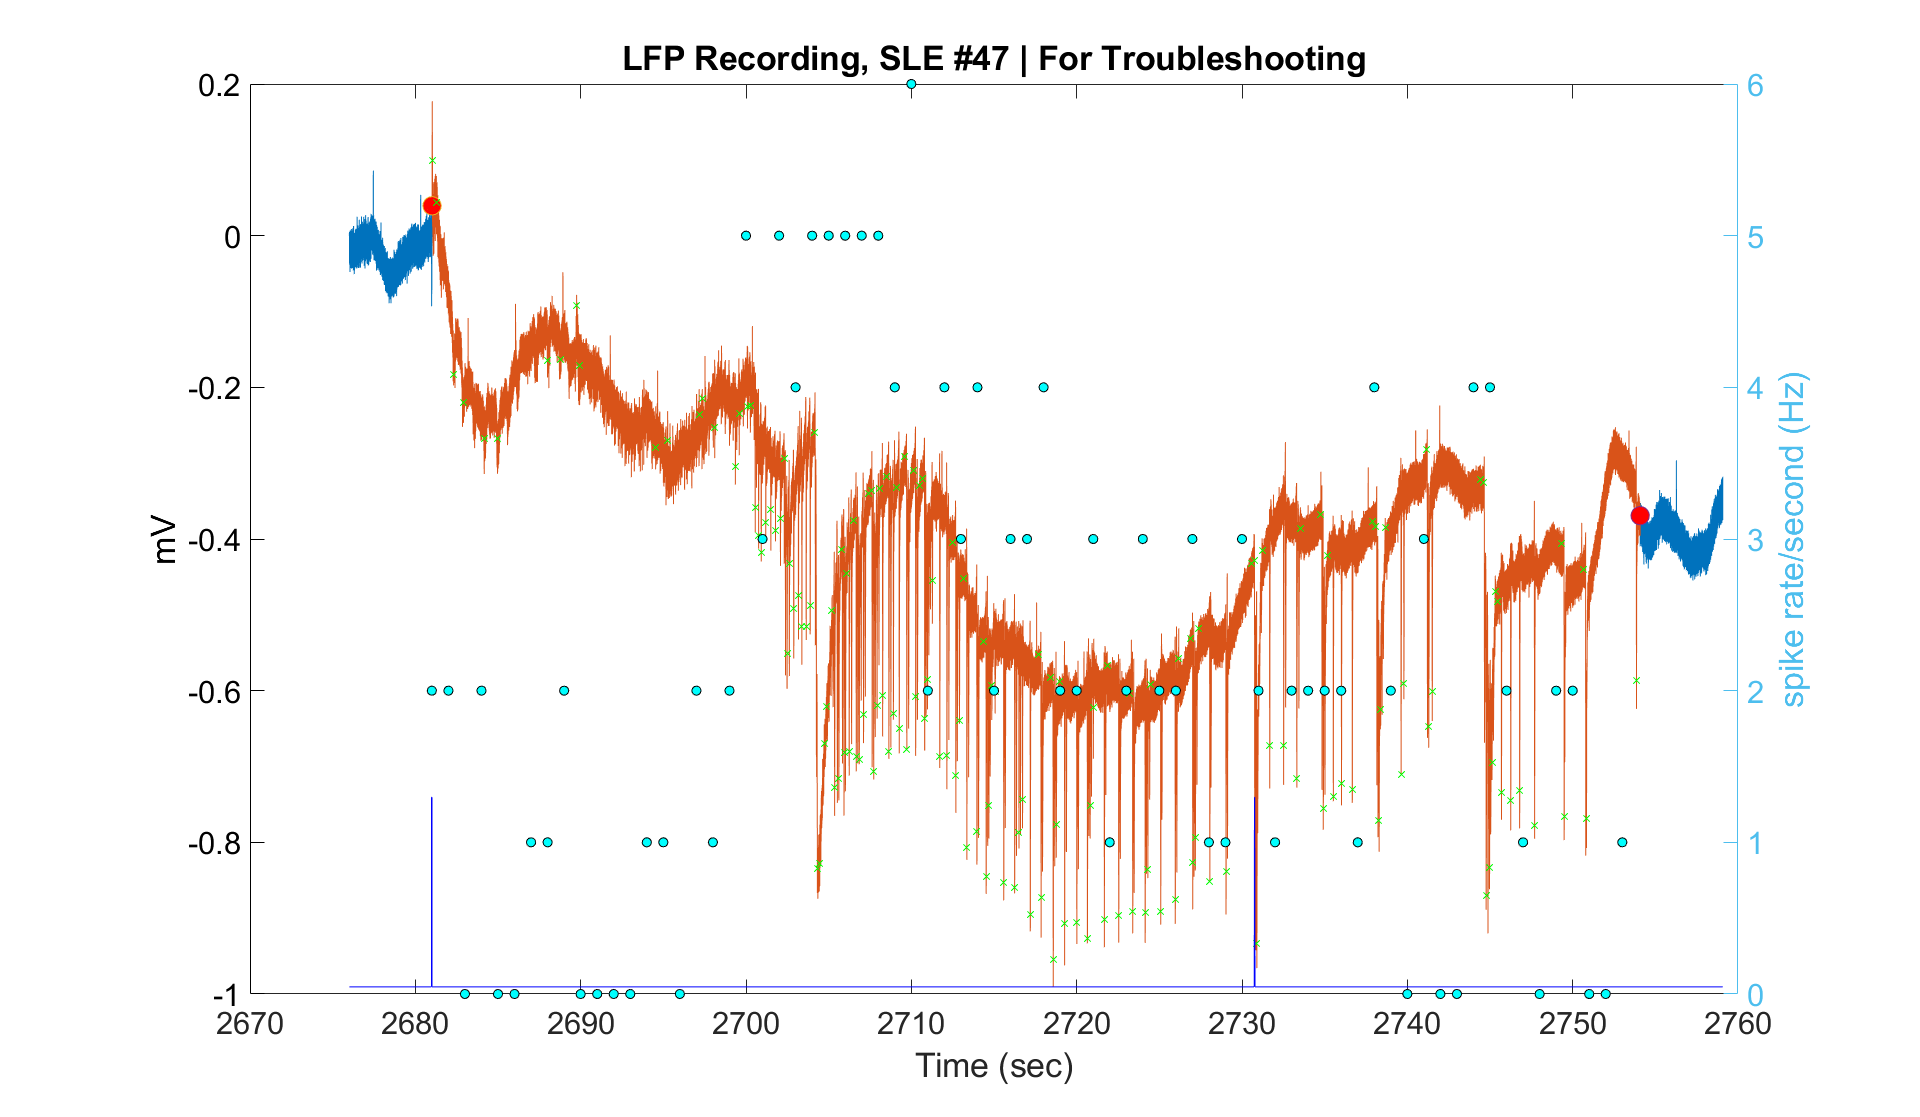 LFP Recording, SLE #47 | For Troubleshooting
0.2
0
-0.2
-0.4
-0.6
-0.8
-1
mV
6
5
4
3
2
1
0
spike rate/second (Hz)
2670 2680 2690 2700 2710 2720 2730 2740 2750 2760
Time (sec)